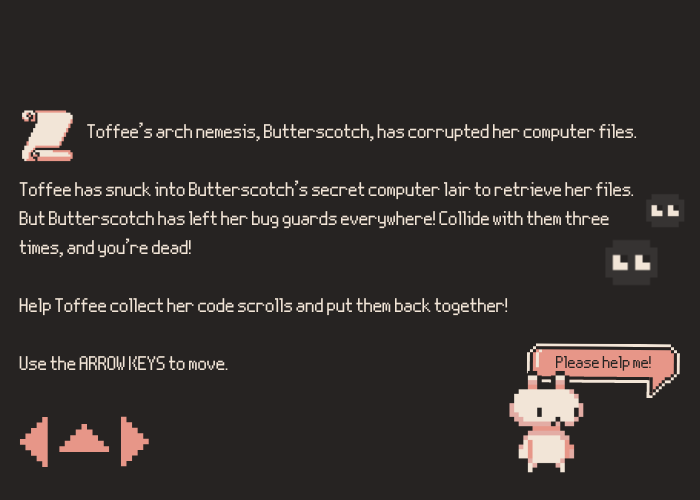 Toffee's arch nemesis, Butterscotch, has corrupted her computer files.
Toffee has snuck into Butterscotch's secret computer lair to retrieve her files.
But Butterscotch has left her bug guards everywhere! Collide with them three
times, and you're dead!
Help Toffee collect her code scrolls and put them back together!
Use the ARROW KEYS to move.
Please help me!